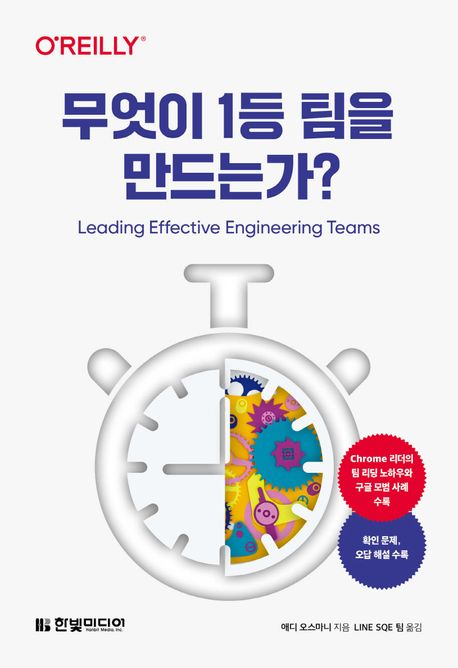 O'REILLY®
무엇이 1등 팀을
만드는가?
Leading Effective Engineering Teams
Chrome 리더의
팀 리딩 노하우와
구글 모범 사례
수록
확인 문제,
오답 해설 수록
한빛미디어
Hanbit Media, Inc.
애디 오스마니 지음 LINE SQE 팀 옮김